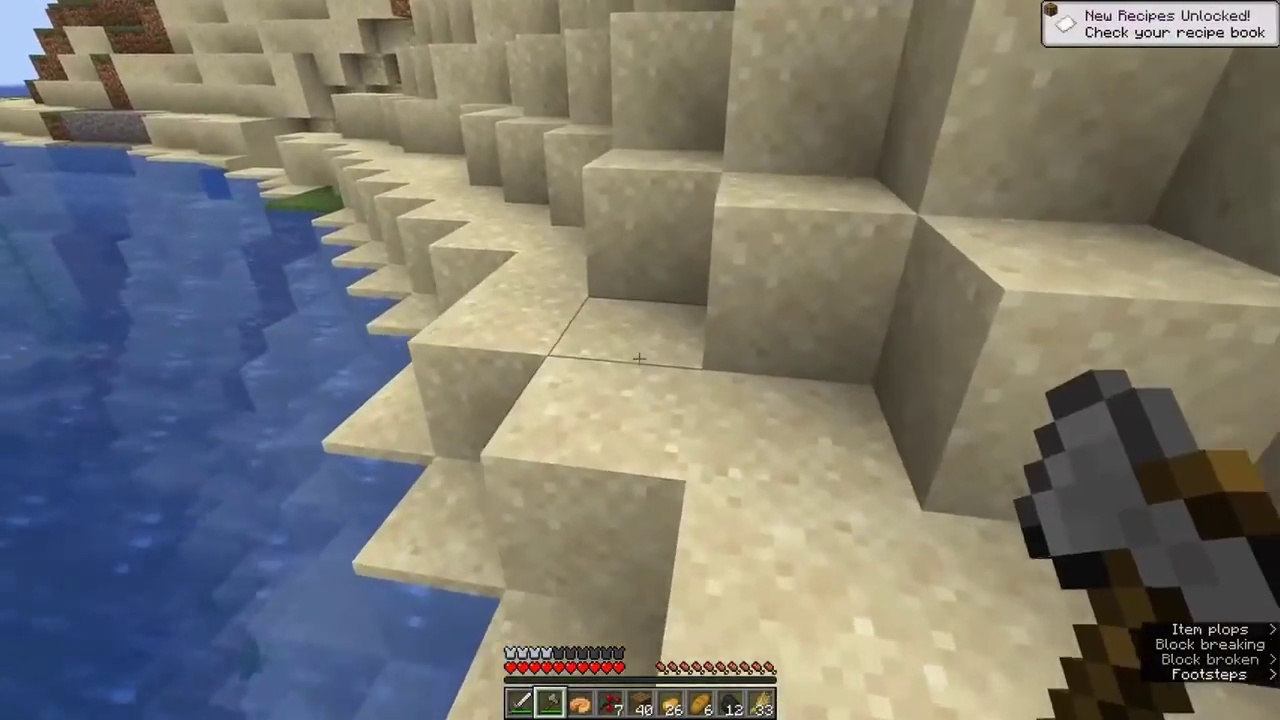 New Recipes Unlocked!
Check your recipe book
Item plops >
Block breaking
Block broken >
Footsteps >
7 40 26 6 12 33